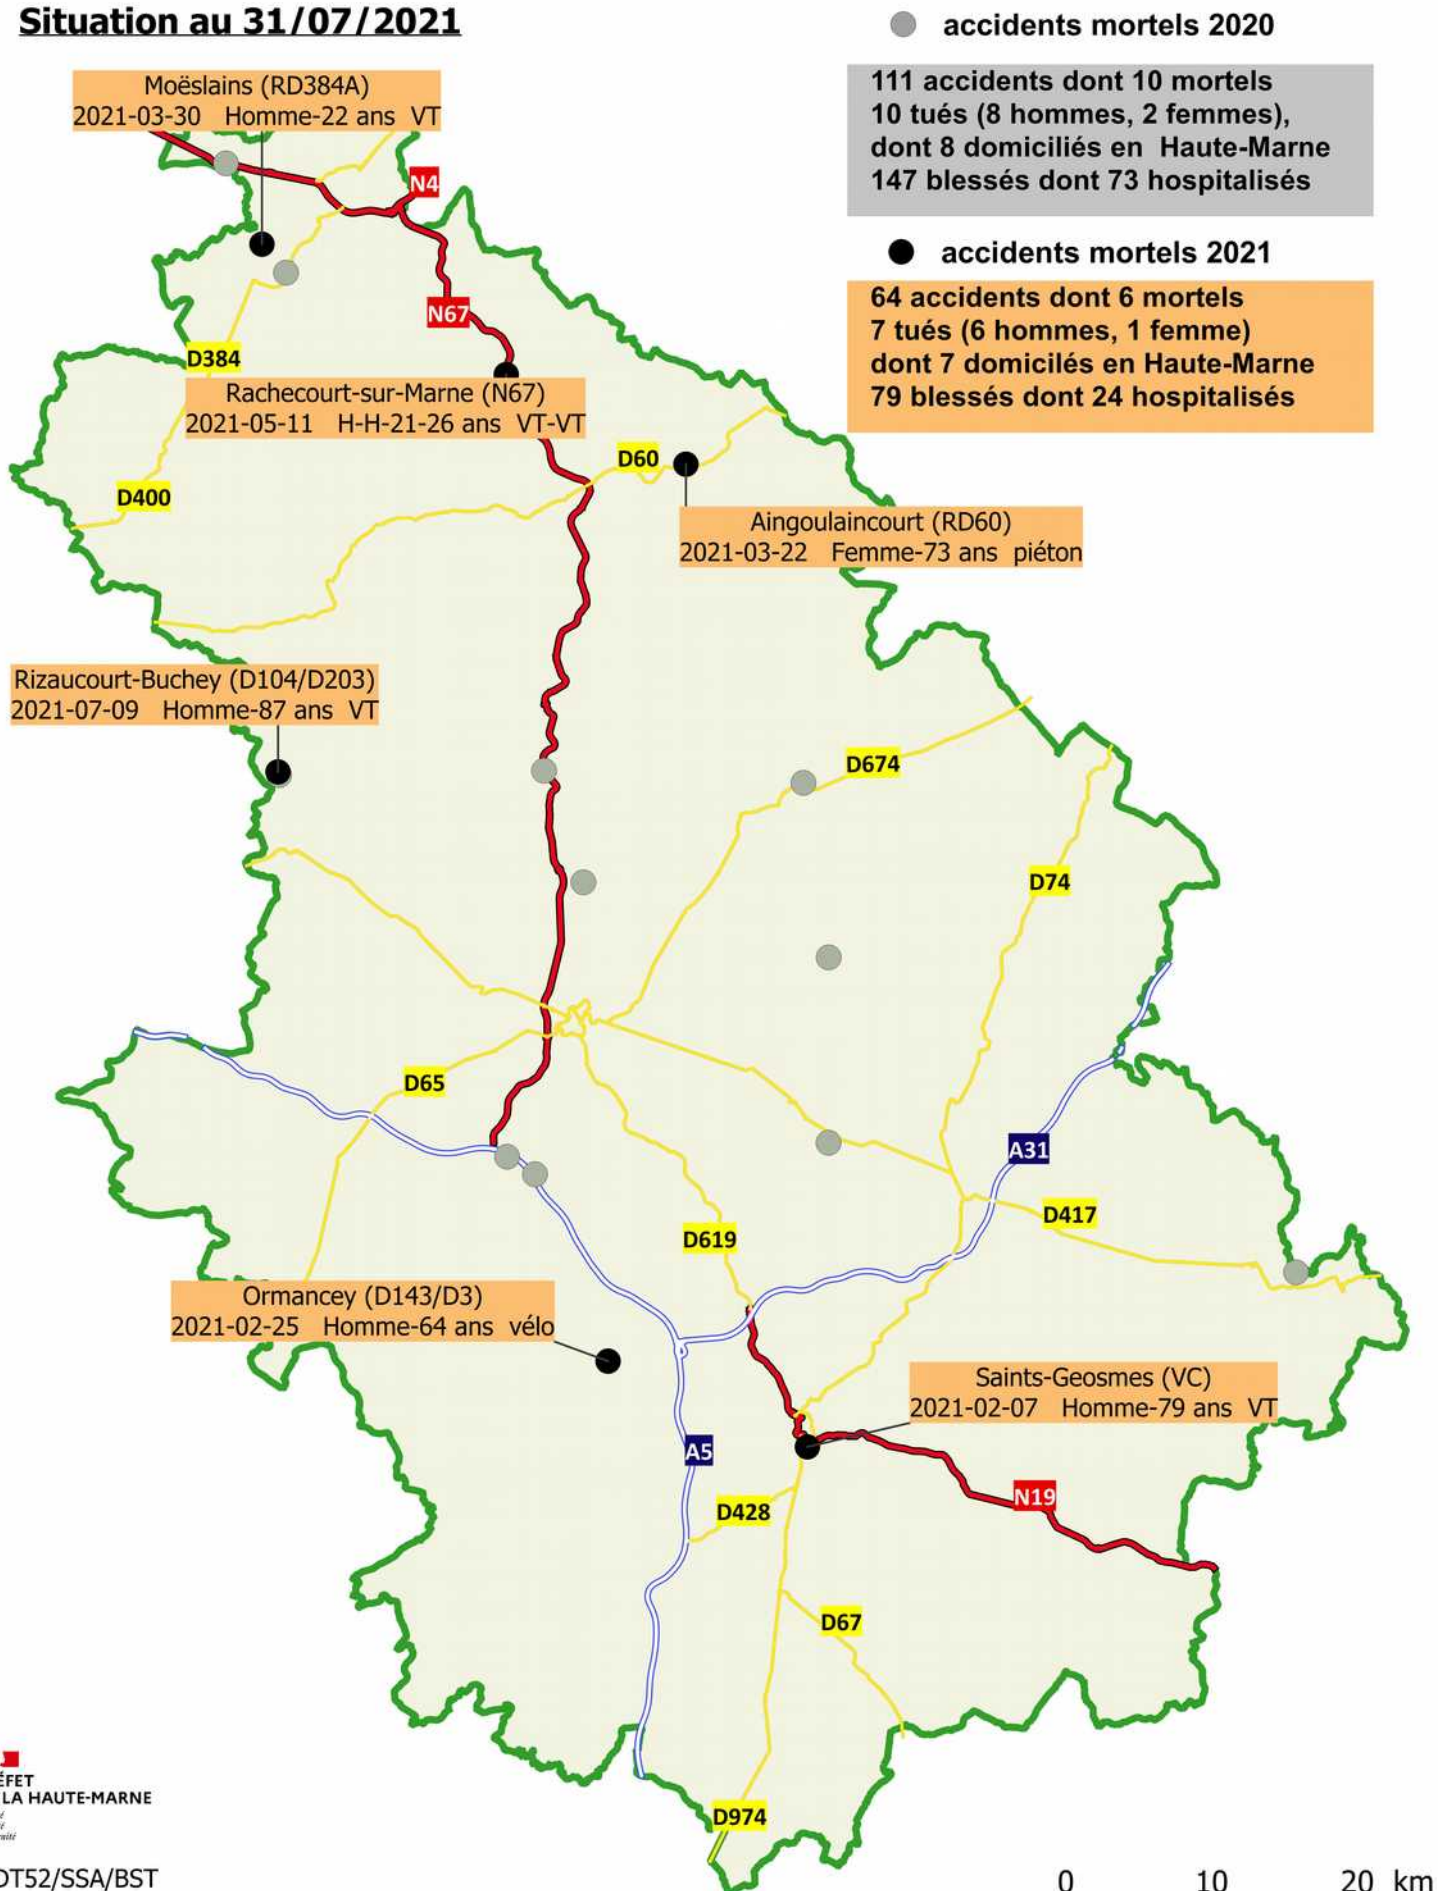 Situation au 31/07/2021
accidents mortels 2020
111 accidents dont 10 mortels
10 tués (8 hommes, 2 femmes),
dont 8 domiciliés en Haute-Marne
147 blessés dont 73 hospitalisés
accidents mortels 2021
64 accidents dont 6 mortels
7 tués (6 hommes, 1 femme)
dont 7 domicilés en Haute-Marne
79 blessés dont 24 hospitalisés
Moëslains (RD384A)
2021-03-30 Homme-22 ans VT
N4
N67
D384
Rachecourt-sur-Marne (N67)
2021-05-11 H-H-21-26 ans VT-VT
D60
D400
Aingoulaincourt (RD60)
2021-03-22 Femme-73 ans piéton
Rizaucourt-Buchey (D104/D203)
2021-07-09 Homme-87 ans VT
D674
D74
D65
A31
D417
D619
Ormancey (D143/D3)
2021-02-25 Homme-64 ans vélo
Saints-Geosmes (VC)
2021-02-07 Homme-79 ans VT
A5
N19
D428
D67
D974
ÉFET
LA HAUTE-MARNE
DT52/SSA/BST
0 10 20 km